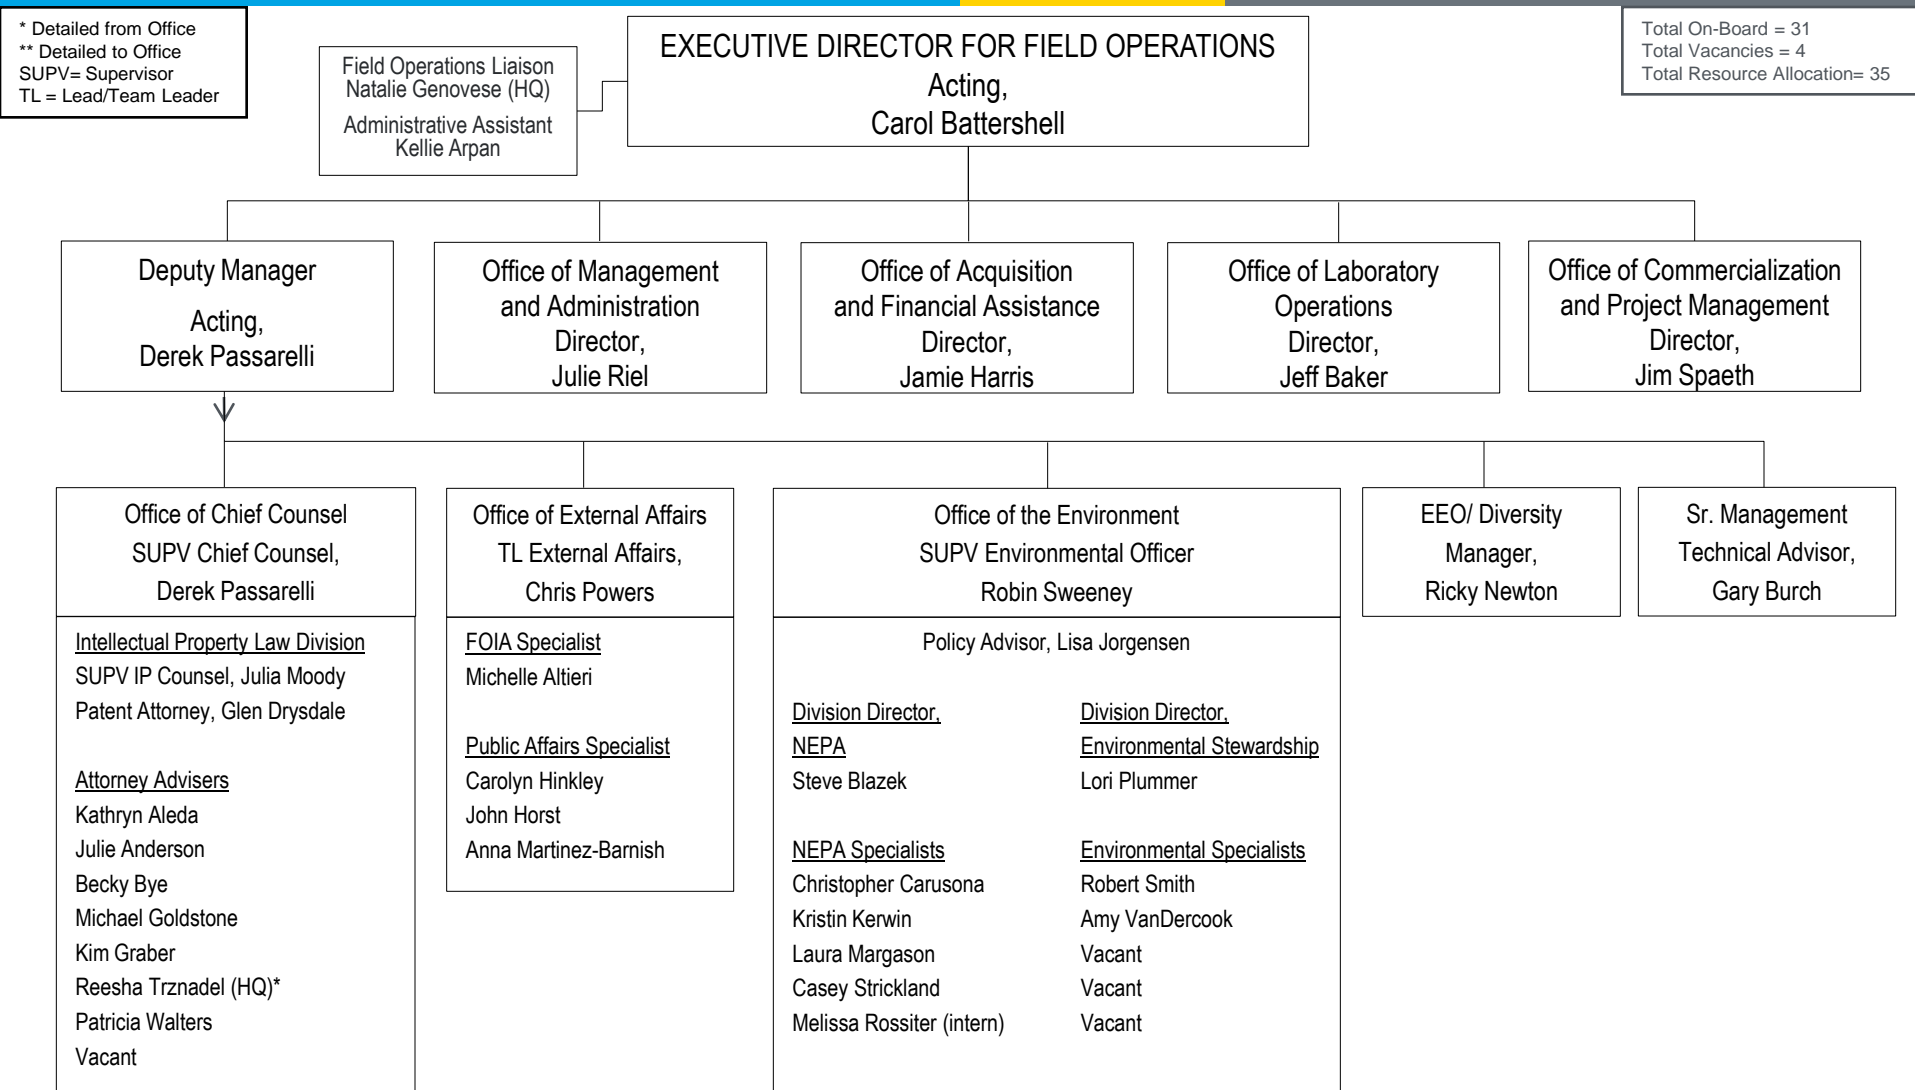 * Detailed from Office
** Detailed to Office
SUPV= Supervisor
TL = Lead/Team Leader
Field Operations Liaison
Natalie Genovese (HQ)
Administrative Assistant
Kellie Arpan
EXECUTIVE DIRECTOR FOR FIELD OPERATIONS
Acting,
Carol Battershell
Total On-Board = 31
Total Vacancies = 4
Total Resource Allocation= 35
Deputy Manager
Acting,
Derek Passarelli
Office of Management
and Administration
Director,
Julie Riel
Office of Acquisition
and Financial Assistance
Director,
Jamie Harris
Office of Laboratory
Operations
Director,
Jeff Baker
Office of Commercialization
and Project Management
Director,
Jim Spaeth
Office of Chief Counsel
SUPV Chief Counsel,
Derek Passarelli
Intellectual Property Law Division
SUPV IP Counsel, Julia Moody
Patent Attorney, Glen Drysdale
Attorney Advisers
Kathryn Aleda
Julie Anderson
Becky Bye
Michael Goldstone
Kim Graber
Reesha Trznadel (HQ)*
Patricia Walters
Vacant
Office of External Affairs
TL External Affairs,
Chris Powers
FOIA Specialist
Michelle Altieri
Public Affairs Specialist
Carolyn Hinkley
John Horst
Anna Martinez-Barnish
Office of the Environment
SUPV Environmental Officer
Robin Sweeney
Policy Advisor, Lisa Jorgensen
Division Director,
NEPA
Steve Blazek
NEPA Specialists
Christopher Carusona
Kristin Kerwin
Laura Margason
Casey Strickland
Melissa Rossiter (intern)
Division Director,
Environmental Stewardship
Lori Plummer
Environmental Specialists
Robert Smith
Amy VanDercook
Vacant
Vacant
Vacant
EEO/ Diversity
Manager,
Ricky Newton
Sr. Management
Technical Advisor,
Gary Burch